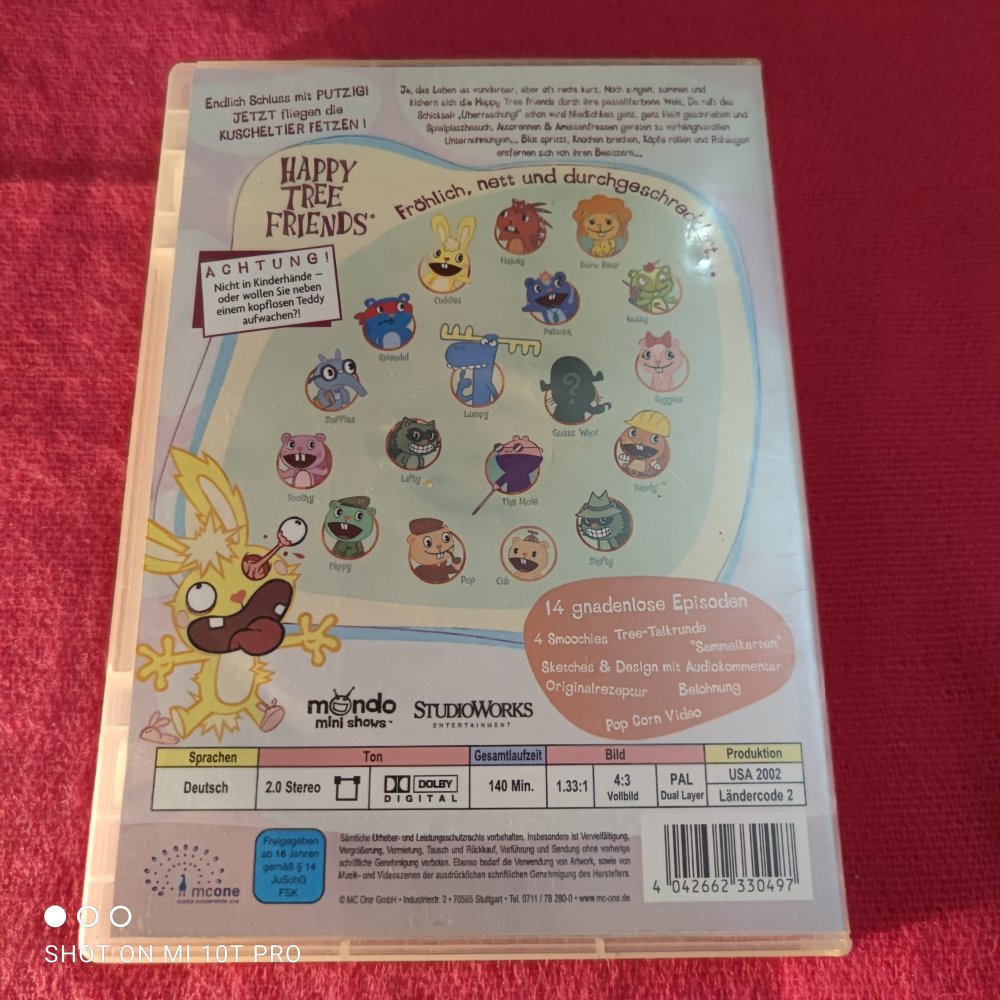 Endlich Schluss mit PUTZIG!
JETZT fliegen die
KUSCHELTIER FETZEN!
Ja, das Leben ist wunderbar, aber oft recht kurz. Noch singen, summen und
kichern sich die Happy Tree Friends durch ihre pastellfarbene Welt. Da ruft das
Schicksal: „Überraschung!" schon wird Niedlichkeit ganz, ganz klein geschrieben und
Spielplatzbesuch, Autorennen & Ameisenfressen geraten zu verhängnisvollen
Unternehmungen... Blut spritzt, Knochen brechen, Köpfe rollen und
entfernen sich von ihren Besitzern...
HAPPY
TREE
FRIENDS®
Fröhlich, nett und
ACHTUNG!
Nicht in Kinderhände –
oder wollen Sie neben
einem kopflosen Teddy
aufwachen?!
Flakey
Disco Bear
Cuddles
Petunia
Nutty
Splendid
Giggles
Sniffles
Lumpy
Guess Who?
Handy
Toothy
Lifty
The Mole
Flippy
Pop
Cub
Shifty
14 gnadenlose Episoden
4 Smoochies Tree-Talkrunde
"Sammelkarten"
Sketches & Design mit Audiokommentar
Originalrezeptur Belohnung
Pop Corn Video
mondo
mini shows™
STUDIOWORKS
ENTERTAINMENT
Sprachen Ton Gesamtlaufzeit Bild Produktion
Deutsch 2.0 Stereo DOLBY DIGITAL 140 Min. 1.33:1 4:3 Vollbild PAL Dual Layer USA 2002 Ländercode 2
mcone
Freigegeben
ab 16 Jahren
gemäß § 14
JuSchG
FSK
Sämtliche Urheber- und Leistungsschutzrechte vorbehalten. Insbesondere ist Vervielfältigung,
Vergrößerung, Vermietung, Tausch und Rückkauf, Vorführung und Sendung ohne vorherige
schriftliche Genehmigung verboten. Ebenso bedarf die Verwendung von Artwork, sowie von
Musik- und Videoszenen der ausdrücklichen schriftlichen Genehmigung des Herstellers.
© MC One GmbH • Industriestr. 2 • 70565 Stuttgart • Tel. 0711 / 78 280-0 • www.mc-one.de
4 042662 330497
SHOT ON MI 10T PRO